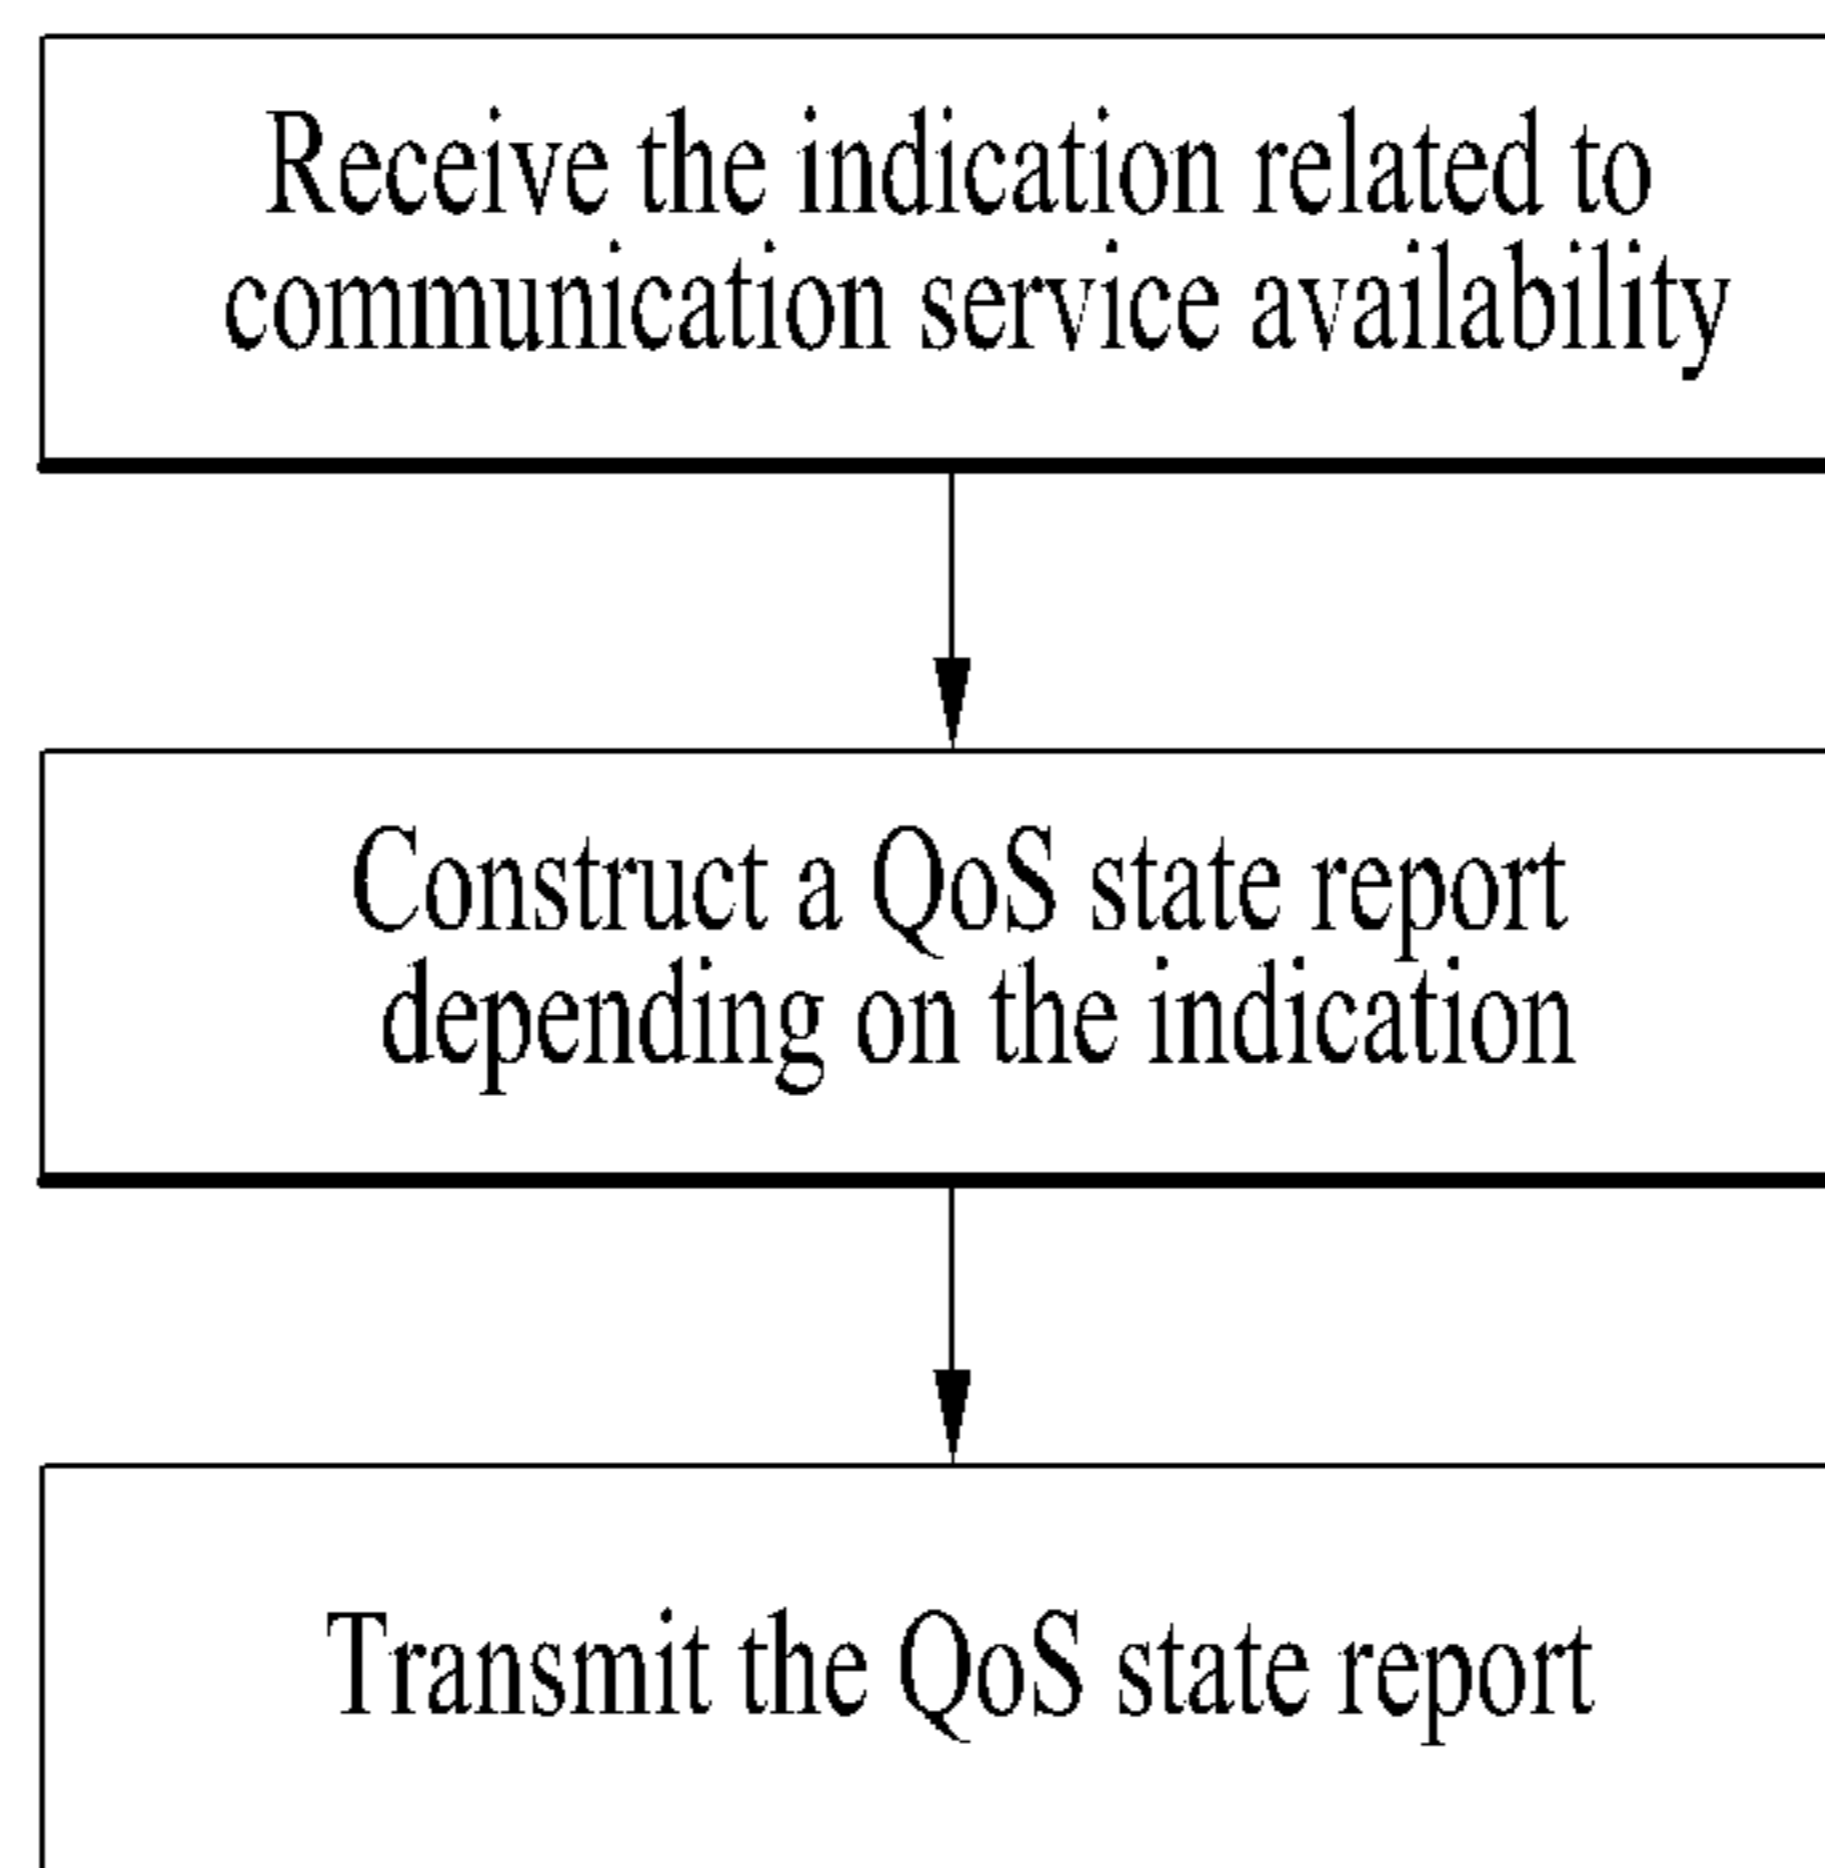 Receive the indication related to
communication service availability
Construct a QoS state report
depending on the indication
Transmit the QoS state report